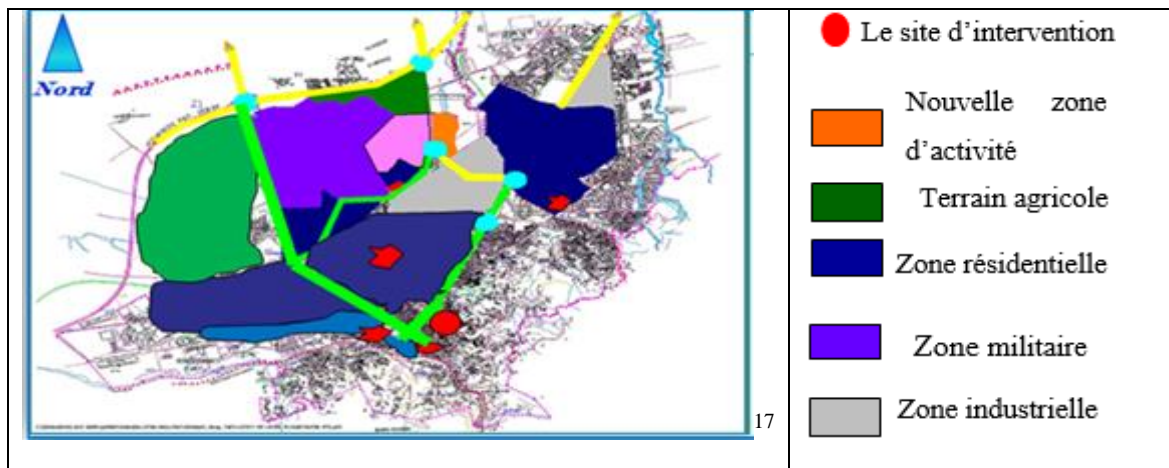 Nord
17
Le site d’intervention
Nouvelle zone
d’activité
Terrain agricole
Zone résidentielle
Zone militaire
Zone industrielle